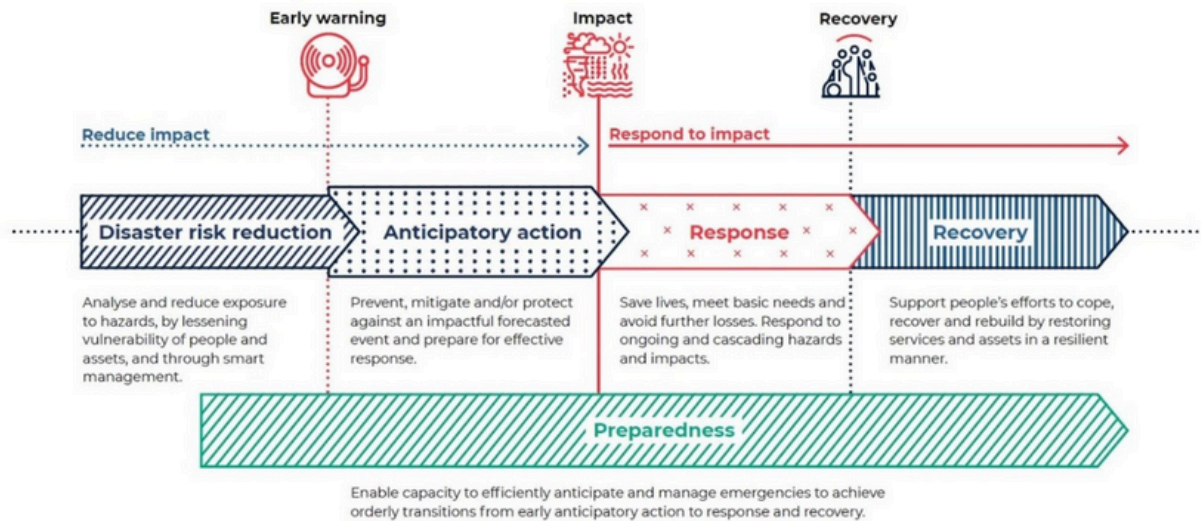 Early warning
Impact
Recovery
Reduce impact
Respond to impact
Disaster risk reduction
Anticipatory action
Response
Recovery
Analyse and reduce exposure
to hazards, by lessening
vulnerability of people and
assets, and through smart
management.
Prevent, mitigate and/or protect
against an impactful forecasted
event and prepare for effective
response.
Save lives, meet basic needs and
avoid further losses. Respond to
ongoing and cascading hazards
and impacts.
Support people's efforts to cope,
recover and rebuild by restoring
services and assets in a resilient
manner.
Preparedness
Enable capacity to efficiently anticipate and manage emergencies to achieve
orderly transitions from early anticipatory action to response and recovery.